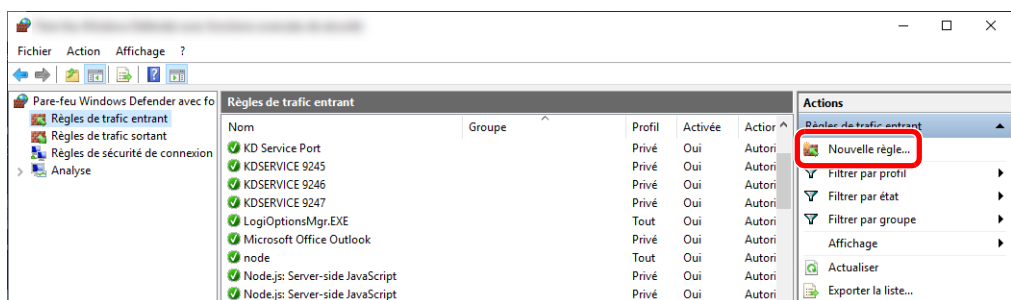 Fichier Action Affichage ?
Pare-feu Windows Defender avec fo
Règles de trafic entrant
Règles de trafic sortant
Règles de sécurité de connexion
Analyse
Règles de trafic entrant
Nom Groupe Profil Activée Action
KD Service Port Privé Oui Autori
KDSERVICE 9245 Privé Oui Autori
KDSERVICE 9246 Privé Oui Autori
KDSERVICE 9247 Privé Oui Autori
LogiOptionsMgr.EXE Tout Oui Autori
Microsoft Office Outlook Privé Oui Autori
node Tout Oui Autori
Node.js: Server-side JavaScript Privé Oui Autori
Node.js: Server-side JavaScript Privé Oui Autori
Actions
Règles de trafic entrant
Nouvelle règle...
Filtrer par profil
Filtrer par état
Filtrer par groupe
Affichage
Actualiser
Exporter la liste...